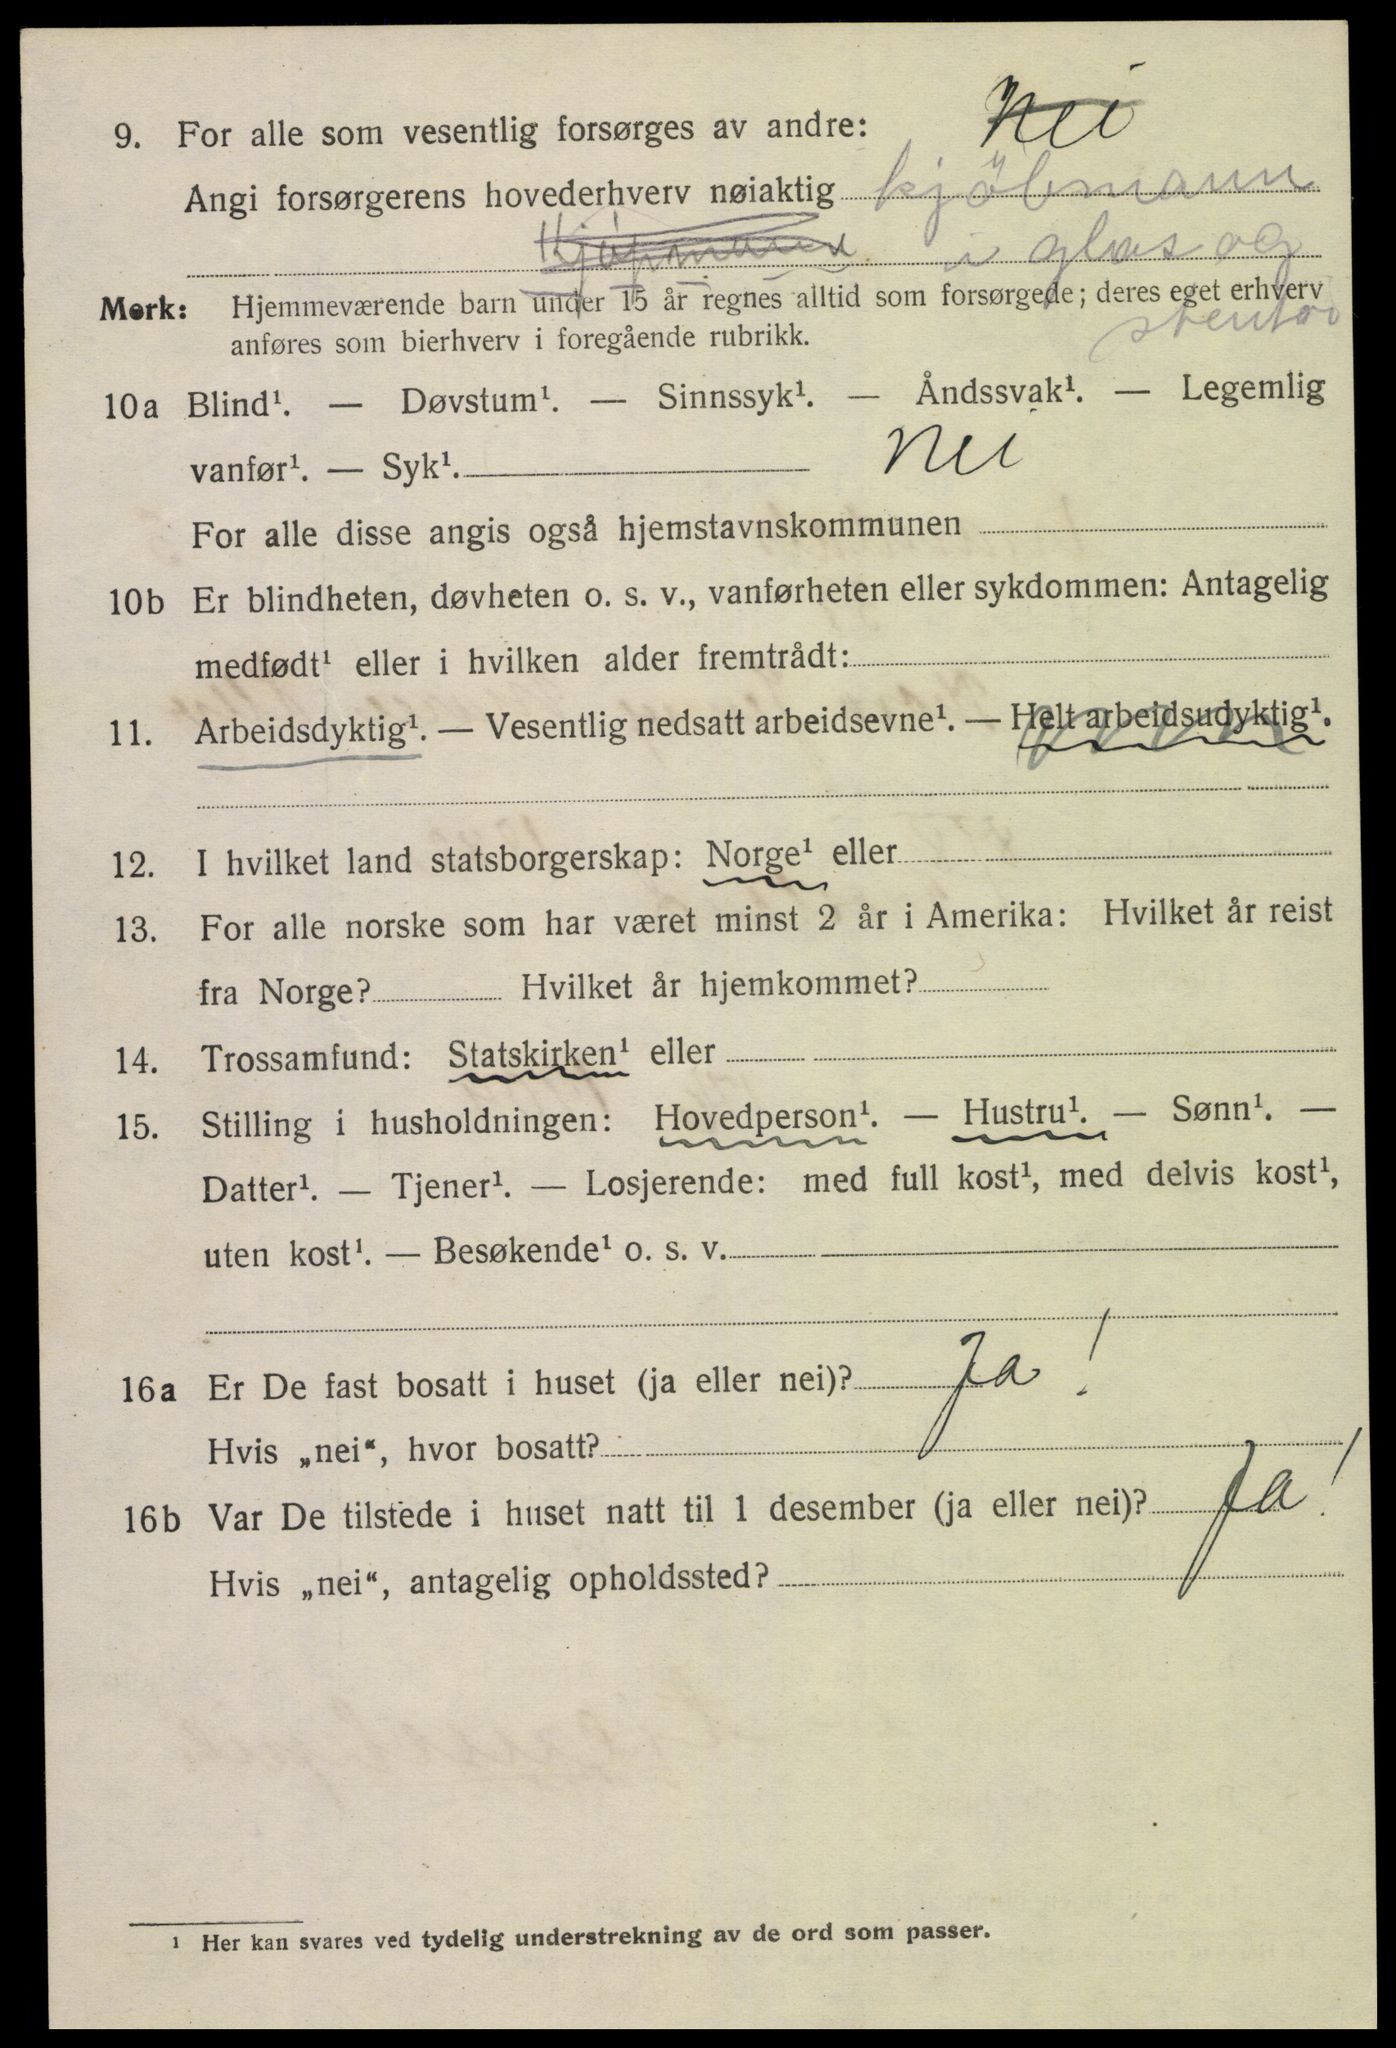 9. For alle som vesentlig forsørges av andre: Nei
Angi forsørgerens hovederhverv nøiaktig kjöbmann
Kjøpmann i glas og
Merk: Hjemmeværende barn under 15 år regnes alltid som forsørgede; deres eget erhverv
stentøi
anføres som bierhverv i foregående rubrikk.
10a Blind¹. — Døvstum¹. — Sinnssyk¹. — Åndssvak¹. — Legemlig
vanfør¹. — Syk¹. Nei
For alle disse angis også hjemstavnskommunen
10b Er blindheten, døvheten o. s. v., vanførheten eller sykdommen: Antagelig
medfødt¹ eller i hvilken alder fremtrådt:
11. Arbeidsdyktig¹. — Vesentlig nedsatt arbeidsevne¹. — Helt arbeidsudyktig¹.
12. I hvilket land statsborgerskap: Norge¹ eller
13. For alle norske som har været minst 2 år i Amerika: Hvilket år reist
fra Norge? Hvilket år hjemkommet?
14. Trossamfund: Statskirken¹ eller
15. Stilling i husholdningen: Hovedperson¹. — Hustru¹. — Sønn¹. —
Datter¹. — Tjener¹. — Losjerende: med full kost¹, med delvis kost¹,
uten kost¹. — Besøkende¹ o. s. v.
16a Er De fast bosatt i huset (ja eller nei)? Ja!
Hvis „nei“, hvor bosatt?
16b Var De tilstede i huset natt til 1 desember (ja eller nei)? Ja!
Hvis „nei“, antagelig opholdssted?
¹ Her kan svares ved tydelig understrekning av de ord som passer.